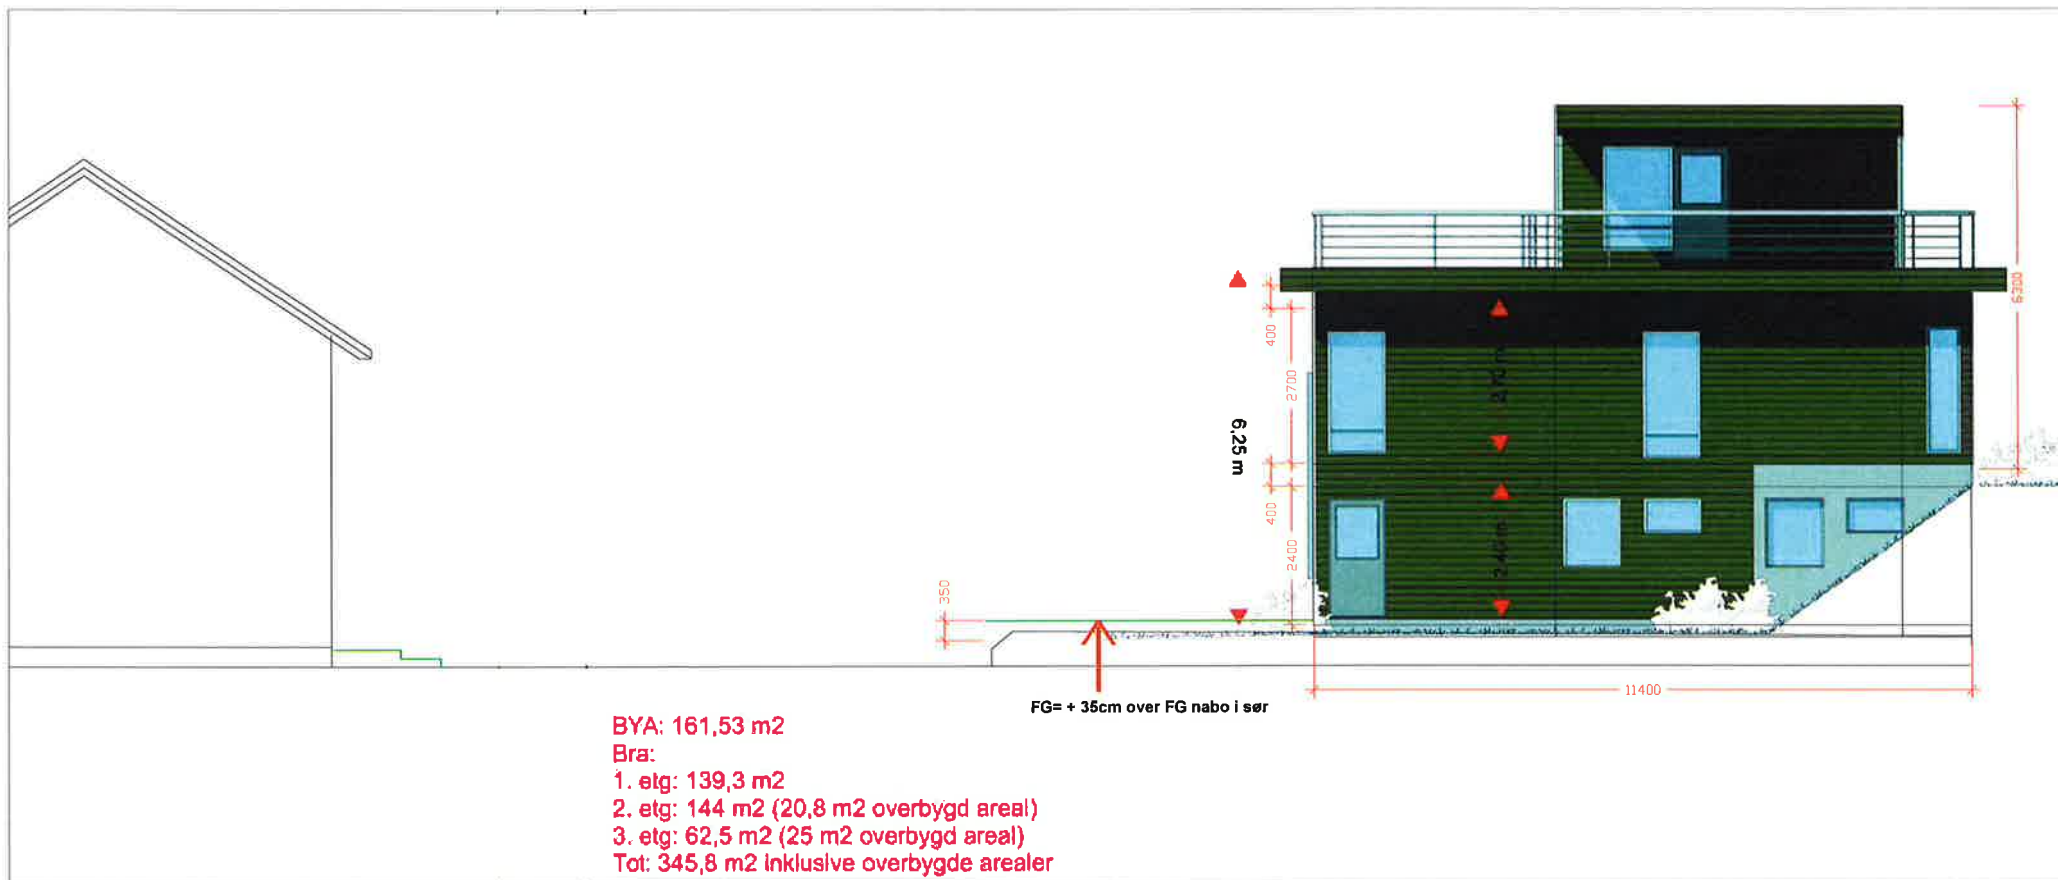 6300
400
2700
6,25 m
400
2400
350
11400
FG= + 35cm over FG nabo i sør
BYA: 161,53 m2
Bra:
1. etg: 139,3 m2
2. etg: 144 m2 (20,8 m2 overbygd areal)
3. etg: 62,5 m2 (25 m2 overbygd areal)
Tot: 345,8 m2 inklusive overbygde arealer